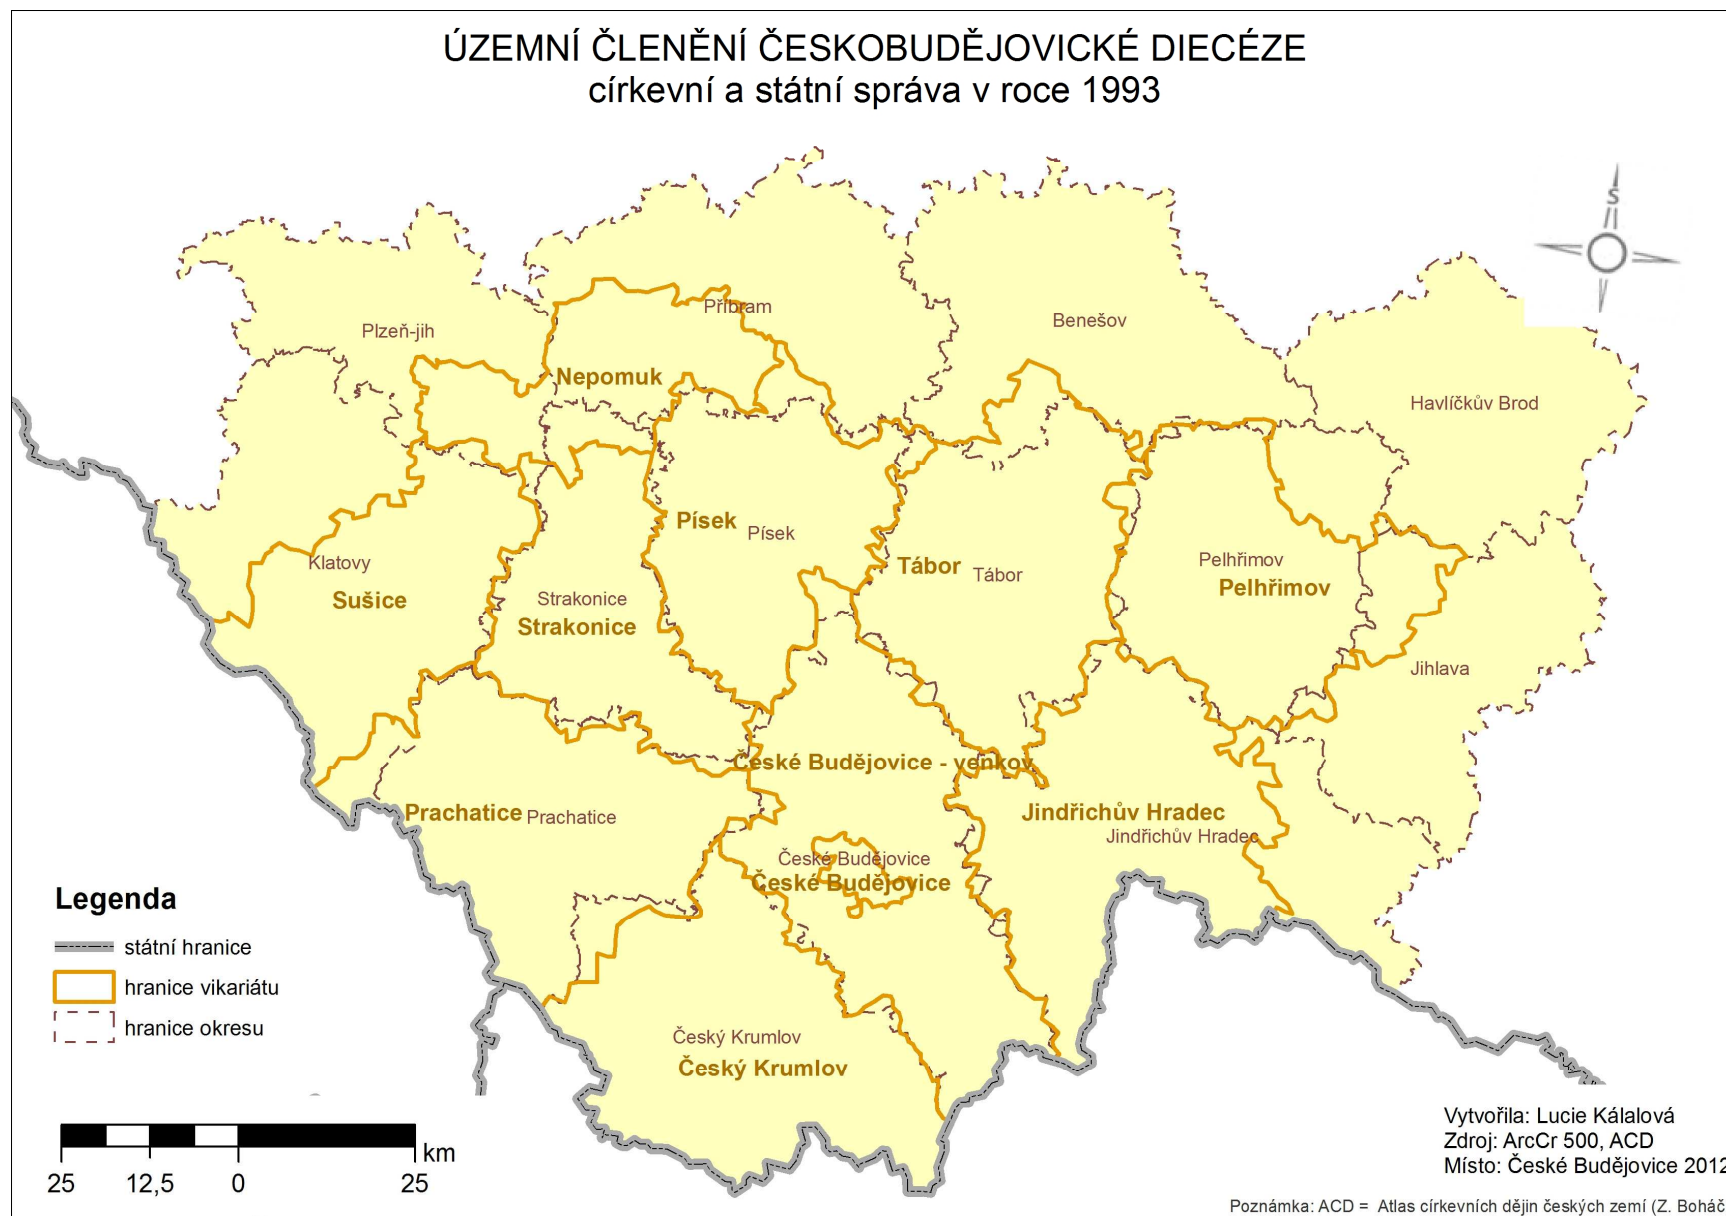 ÚZEMNÍ ČLENĚNÍ ČESKOBUDĚJOVICKÉ DIECÉZE
církevní a státní správa v roce 1993
S
Příbram
Benešov
Plzeň-jih
Nepomuk
Havlíčkův Brod
Písek
Písek
Klatovy
Sušice
Strakonice
Strakonice
Tábor
Tábor
Pelhřimov
Pelhřimov
Jihlava
České Budějovice - venkov
Prachatice
Prachatice
Jindřichův Hradec
Jindřichův Hradec
České Budějovice
České Budějovice
Český Krumlov
Český Krumlov
Legenda
státní hranice
hranice vikariátu
hranice okresu
km
25 12,5 0 25
Vytvořila: Lucie Kálalová
Zdroj: ArcCr 500, ACD
Místo: České Budějovice 2012
Poznámka: ACD = Atlas církevních dějin českých zemí (Z. Boháč